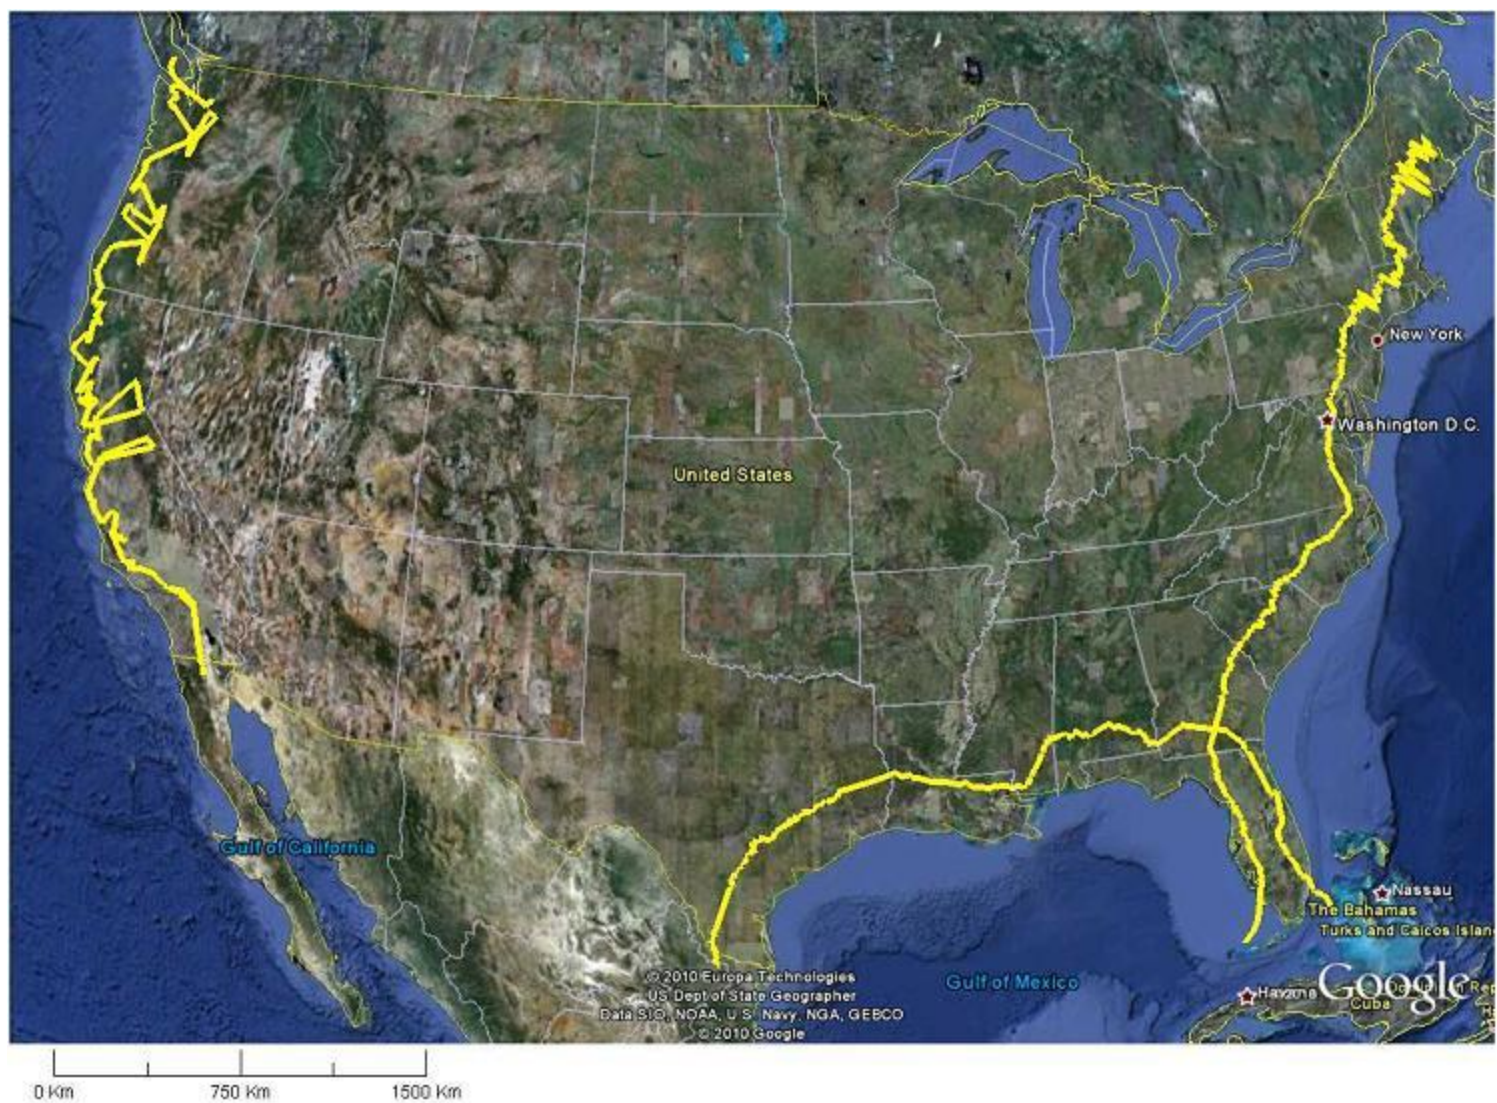 New York
Washington D.C.
United States
Gulf of California
Nassau
The Bahamas
Turks and Caicos Islan
© 2010 Europa Technologies
US Dept of State Geographer
Data SIO, NOAA, U.S. Navy, NGA, GEBCO
© 2010 Google
Gulf of Mexico
Google
Cuba
0 Km
750 Km
1500 Km